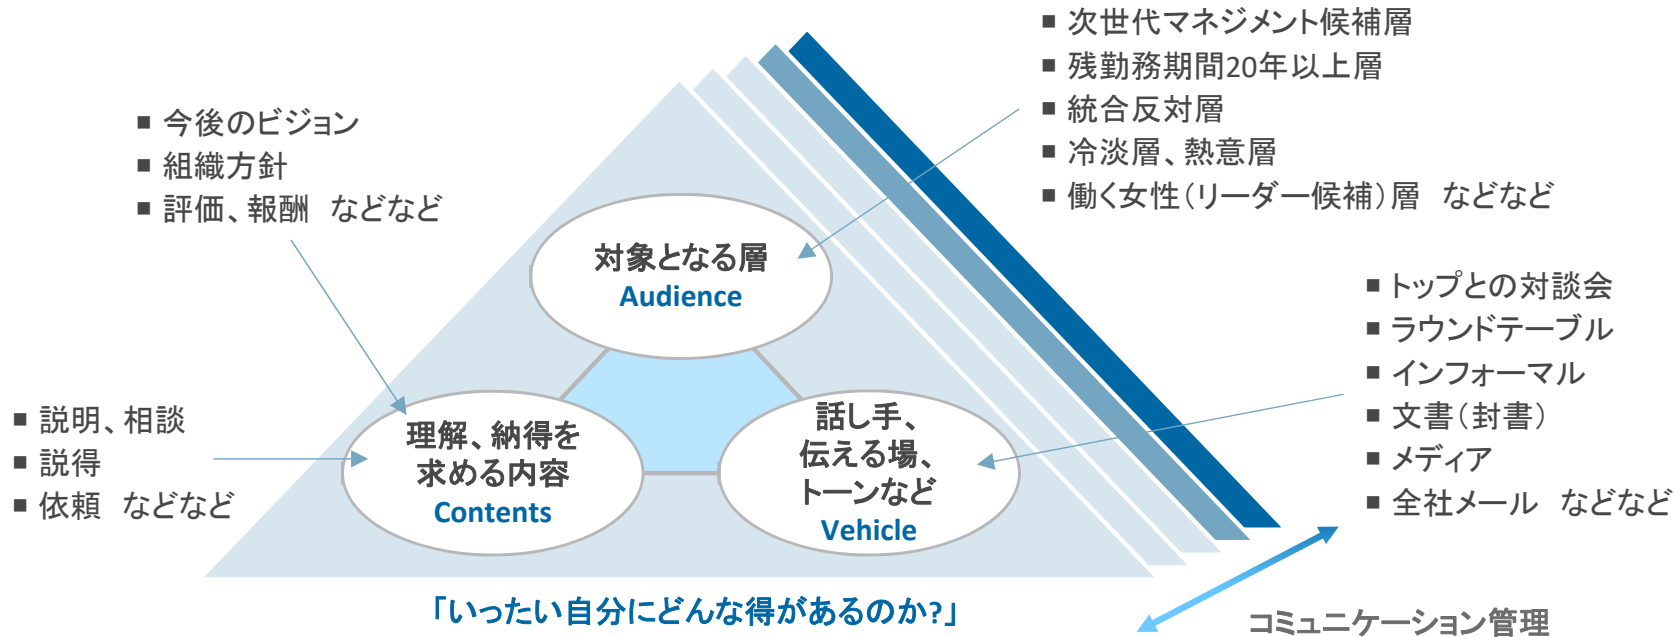 ■ 次世代マネジメント候補層
■ 残勤務期間20年以上層
■ 統合反対層
■ 冷淡層、熱意層
■ 働く女性(リーダー候補)層 などなど
■ 今後のビジョン
■ 組織方針
■ 評価、報酬 などなど
対象となる層
Audience
■ トップとの対談会
■ ラウンドテーブル
■ インフォーマル
■ 文書(封書)
■ メディア
■ 全社メール などなど
■ 説明、相談
■ 説得
■ 依頼 などなど
理解、納得を
求める内容
Contents
話し手、
伝える場、
トーンなど
Vehicle
「いったい自分にどんな得があるのか?」
コミュニケーション管理